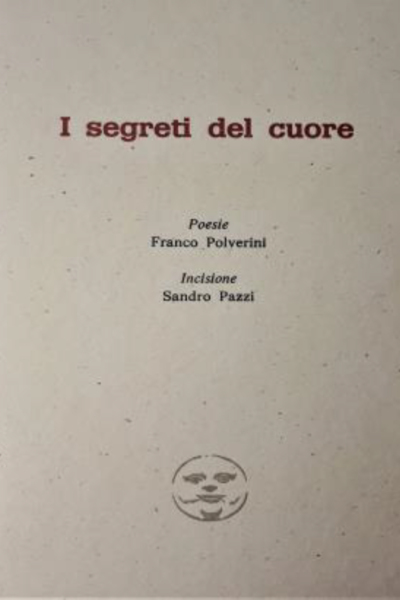 I segreti del cuore
Poesie
Franco Polverini
Incisione
Sandro Pazzi